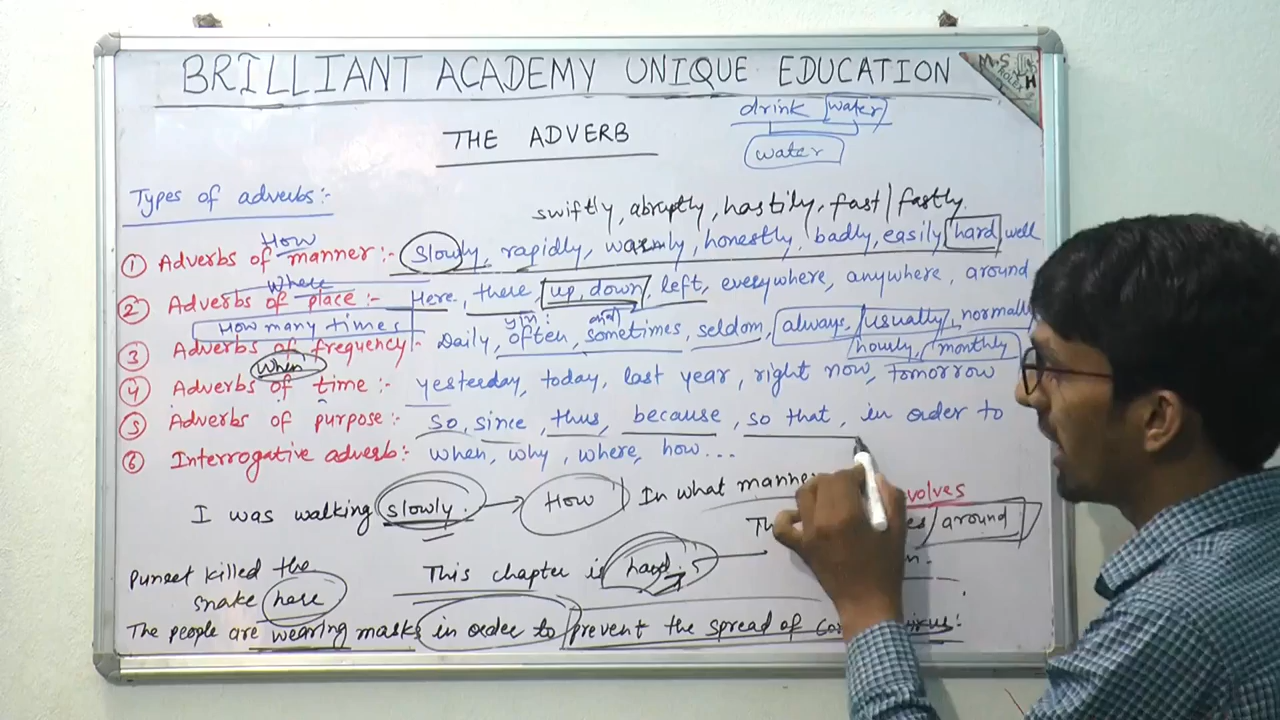 BRILLIANT ACADEMY UNIQUE EDUCATION
M.S.
H
drink water
THE ADVERB
water
Types of adverbs:-
swiftly, abruptly, hastily, fast/fastly.
How
① Adverbs of manner:- slowly, rapidly, warmly, honestly, badly, easily hard well
Where
② Adverbs of place :- Here, there, up, down, left, everywhere, anywhere, around
How many times
③ Adverbs of frequency:- Daily, often, sometimes, seldom, always, usually, normally
hourly, monthly
When
④ Adverbs of time :- yesterday, today, last year, right now, Tomorrow
⑤ Adverbs of purpose :- so, since, thus, because, so that, in order to
⑥ Interrogative adverb:- when, why, where, how...
I was walking slowly. → How / In what manner
volves
Th es/around
n.
Puneet killed the
snake here
This chapter is hard.
The people are wearing masks in order to prevent the spread of virus.